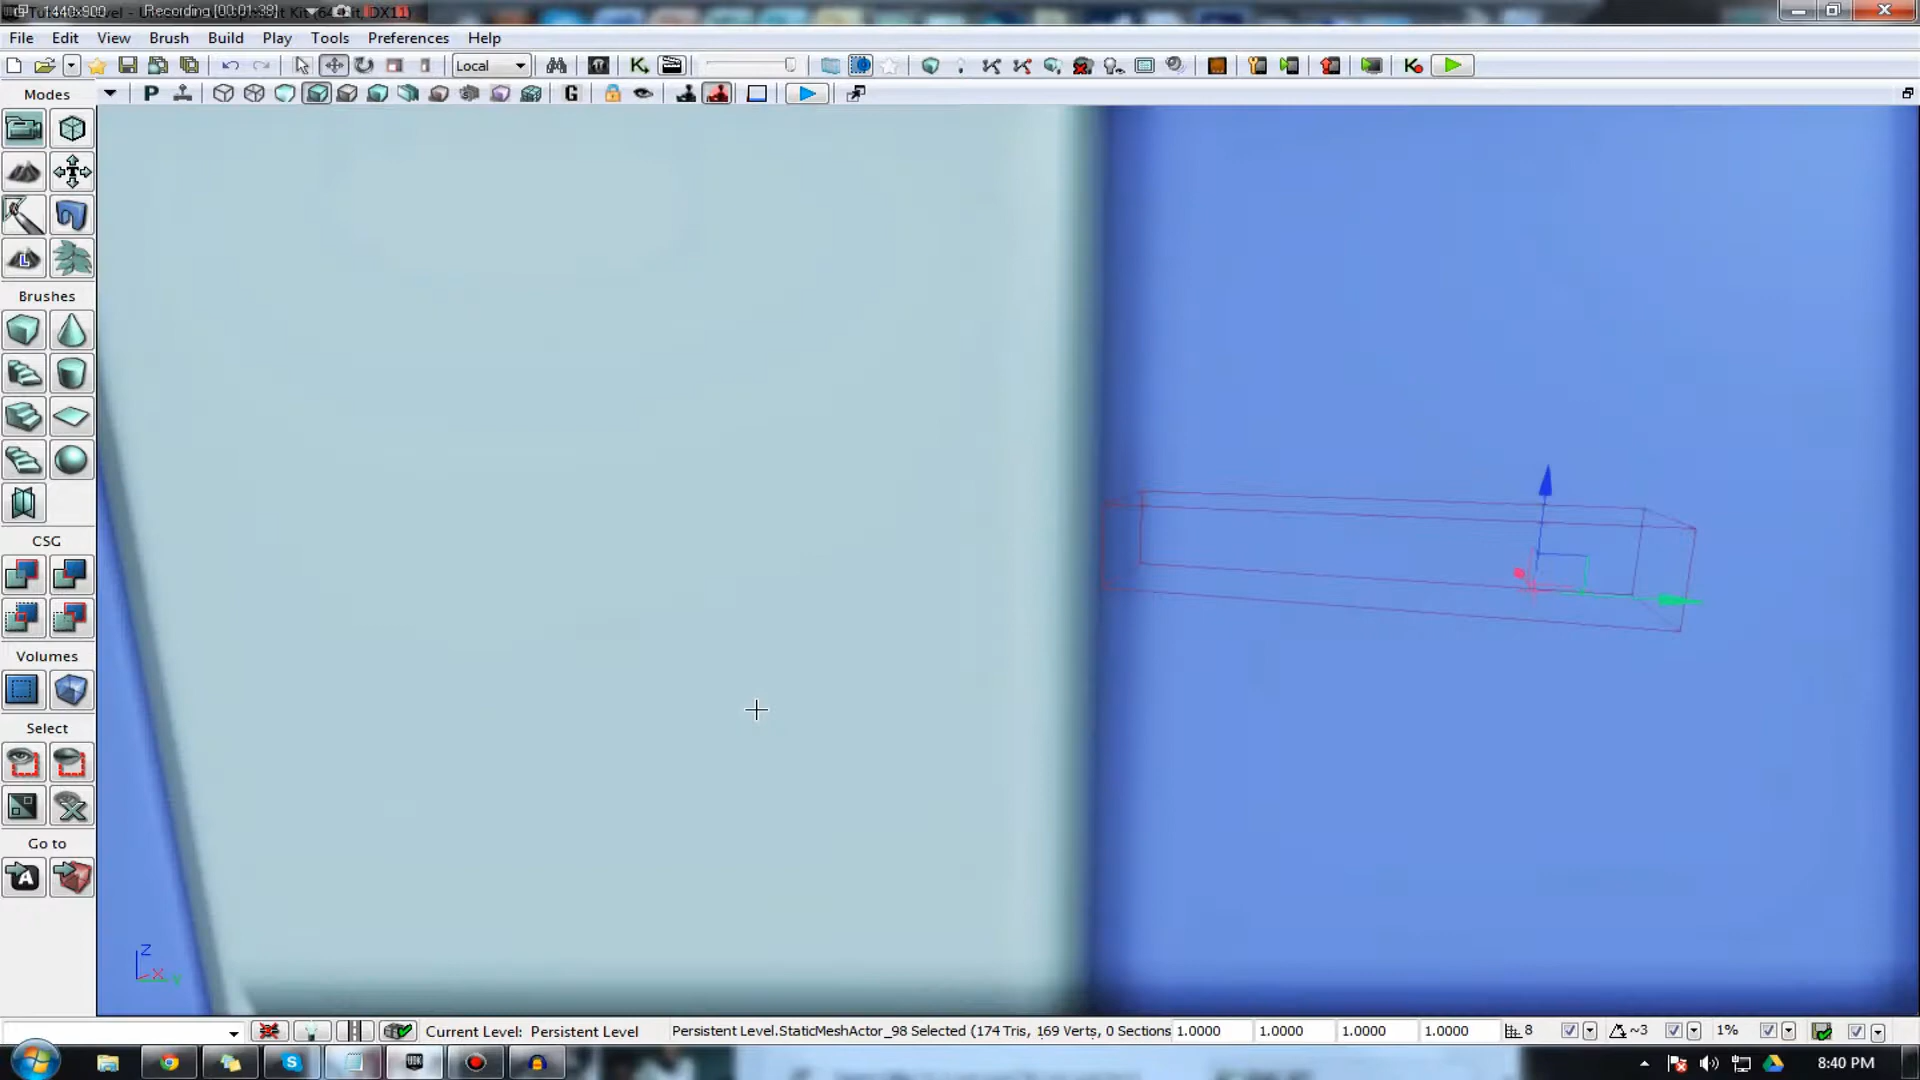 1440x900 Recording [00:01:38]
File Edit View Brush Build Play Tools Preferences Help
Local
Modes
P G
Brushes
CSG
Volumes
Select
Go to
Z
X
Y
Current Level: Persistent Level Persistent Level.StaticMeshActor_98 Selected (174 Tris, 169 Verts, 0 Sections 1.0000 1.0000 1.0000 1.0000 8 ~3 1%
8:40 PM